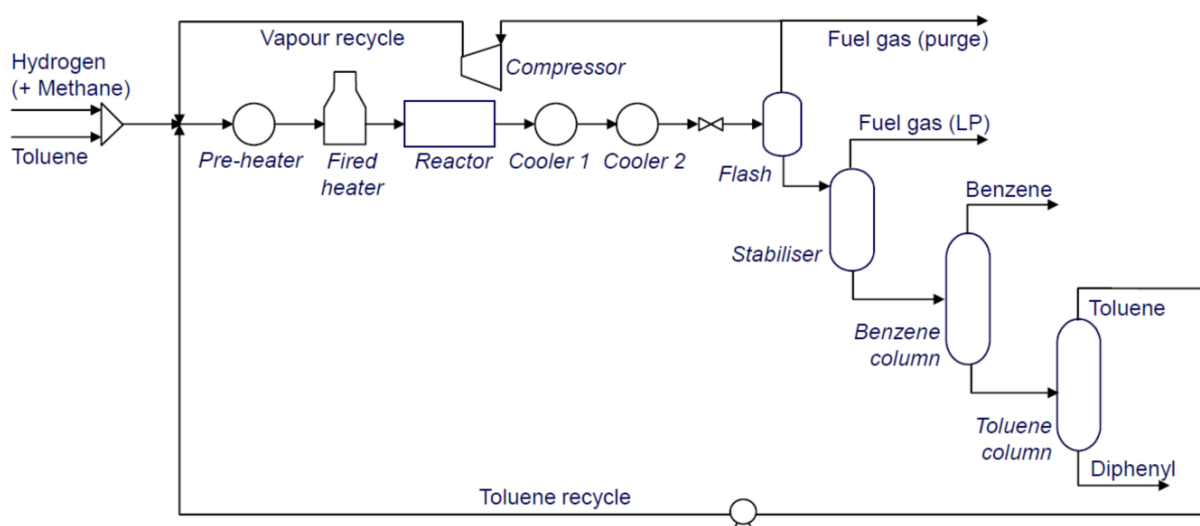 Vapour recycle
Fuel gas (purge)
Hydrogen
(+ Methane)
Compressor
Toluene
Pre-heater
Fired
heater
Reactor
Cooler 1
Cooler 2
Flash
Fuel gas (LP)
Benzene
Stabiliser
Toluene
Benzene
column
Toluene
column
Diphenyl
Toluene recycle